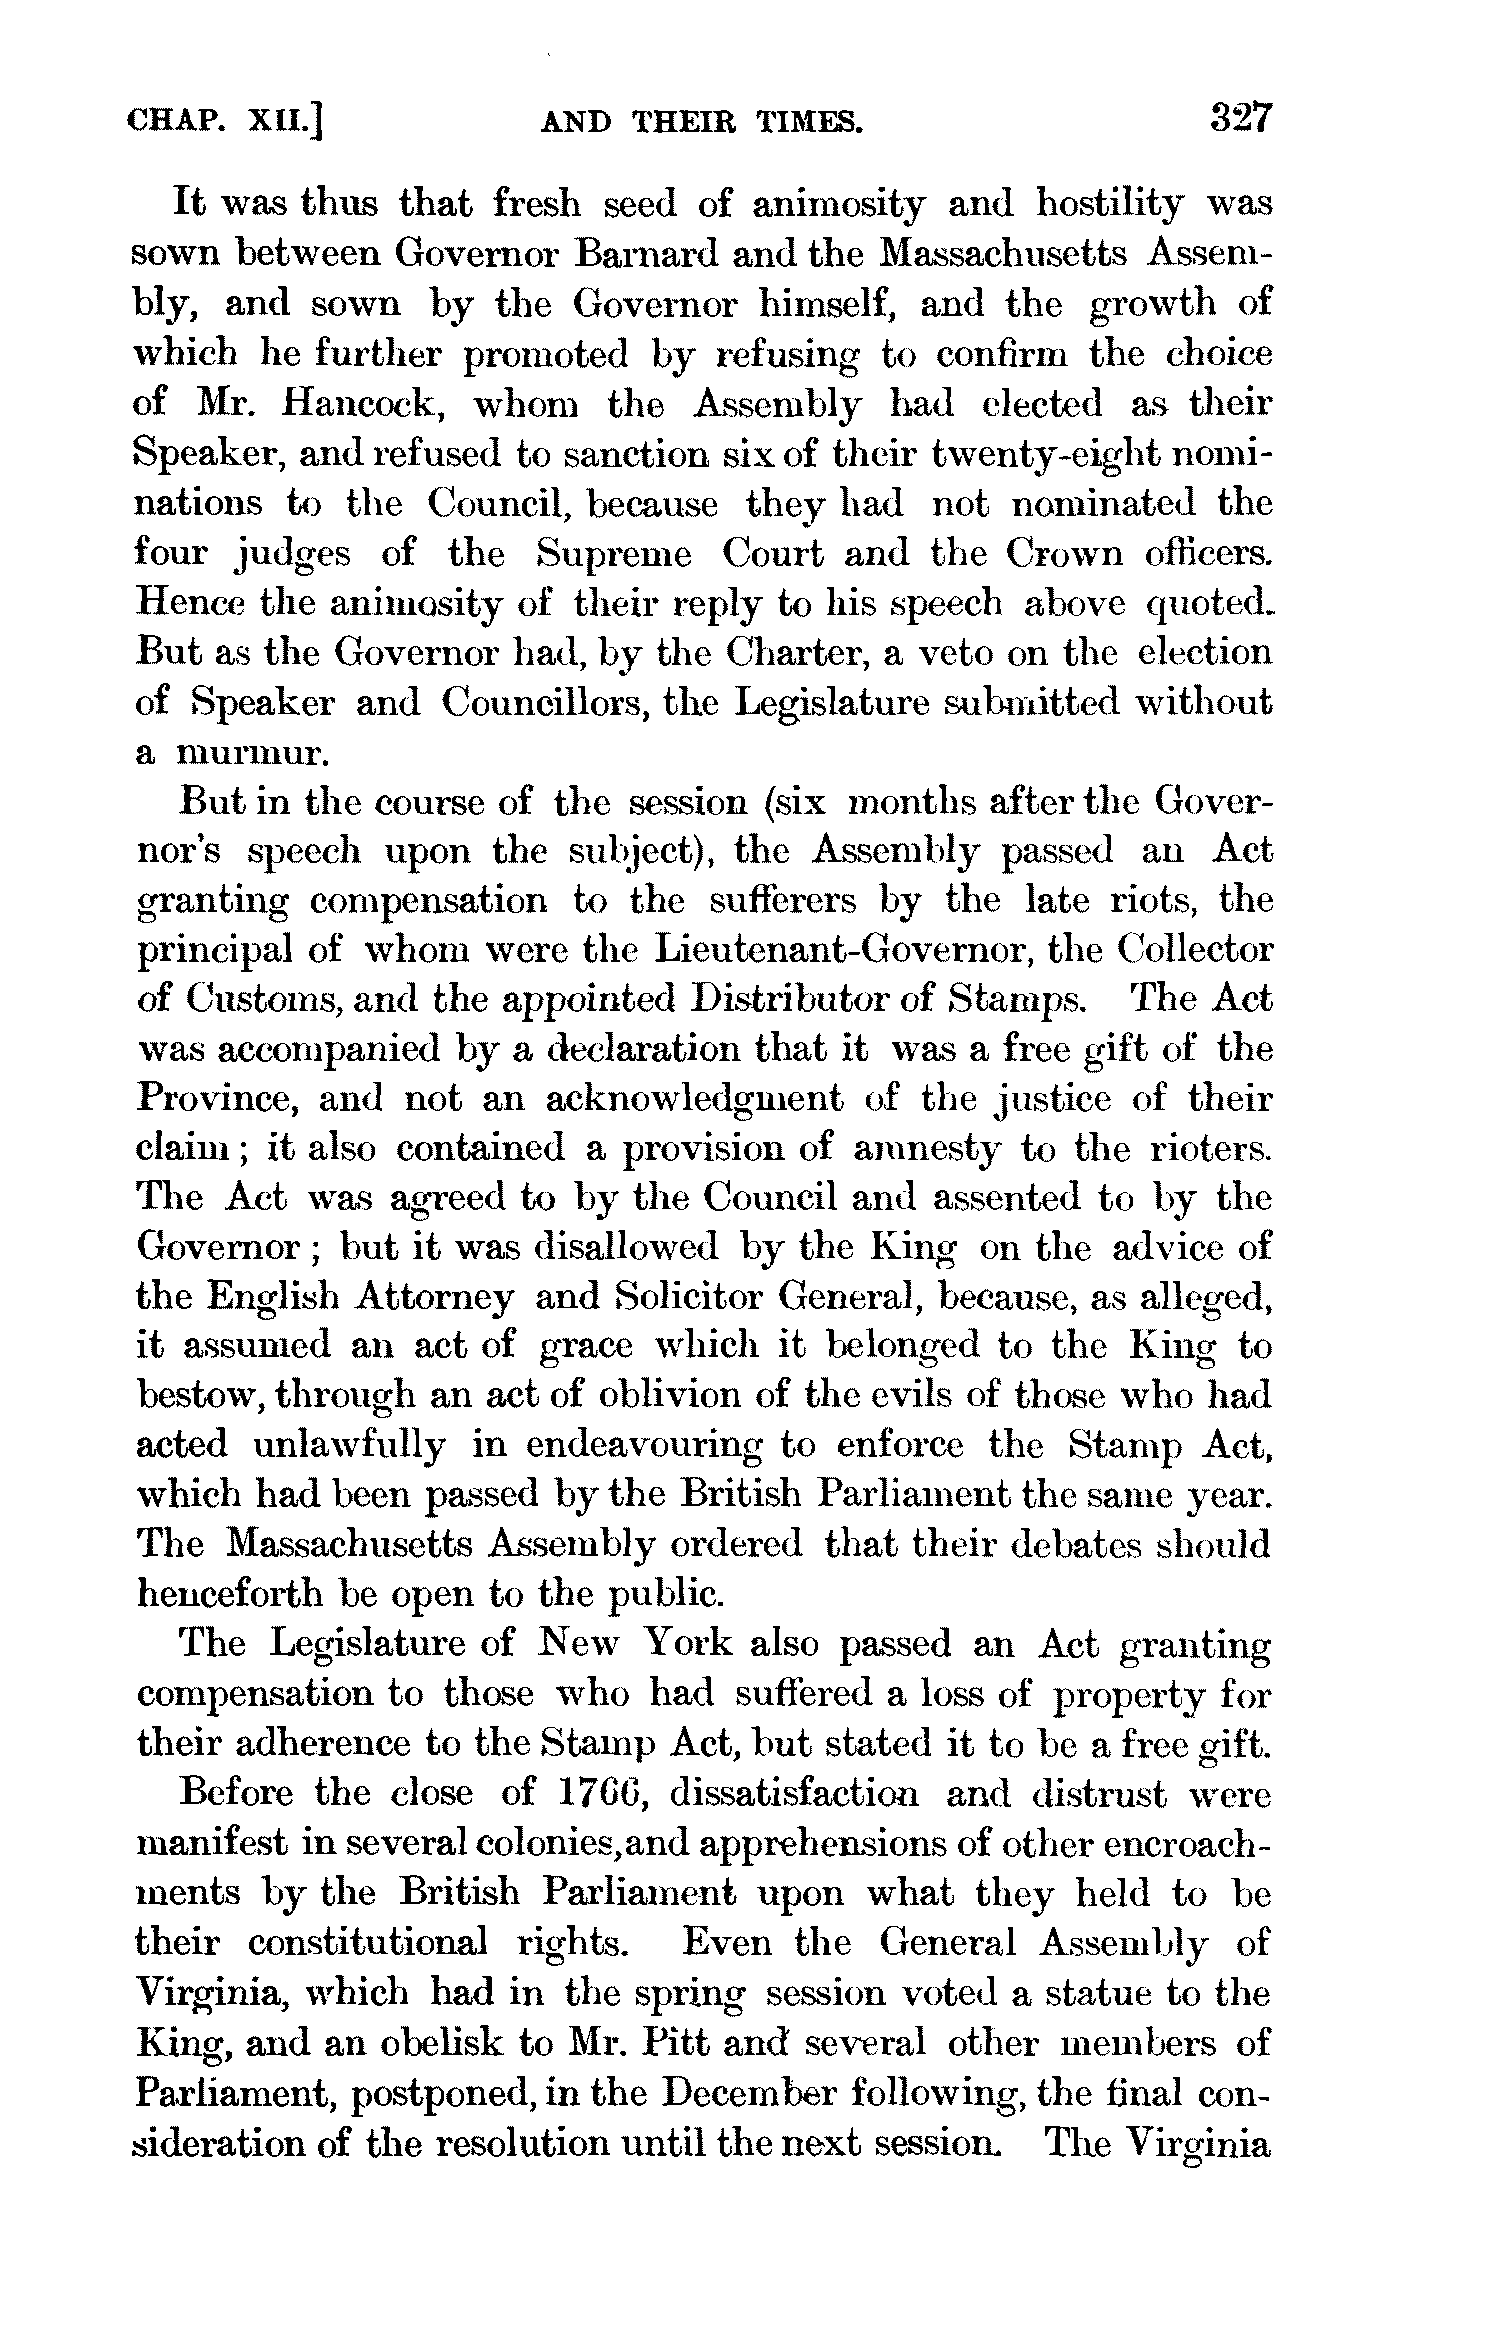 CHAP. XII.] AND THEIR TIMES. 327
It was thus that fresh seed of animosity and hostility was
sown between Governor Barnard and the Massachusetts Assem-
bly, and sown by the Governor himself, and the growth of
which he further promoted by refusing to confirm the choice
of Mr. Hancock, whom the Assembly had elected as their
Speaker, and refused to sanction six of their twenty-eight nomi-
nations to the Council, because they had not nominated the
four judges of the Supreme Court and the Crown officers.
Hence the animosity of their reply to his speech above quoted.
But as the Governor had, by the Charter, a veto on the election
of Speaker and Councillors, the Legislature submitted without
a murmur.
But in the course of the session (six months after the Gover-
nor's speech upon the subject), the Assembly passed an Act
granting compensation to the sufferers by the late riots, the
principal of whom were the Lieutenant-Governor, the Collector
of Customs, and the appointed Distributor of Stamps. The Act
was accompanied by a declaration that it was a free gift of the
Province, and not an acknowledgment of the justice of their
claim; it also contained a provision of amnesty to the rioters.
The Act was agreed to by the Council and assented to by the
Governor; but it was disallowed by the King on the advice of
the English Attorney and Solicitor General, because, as alleged,
it assumed an act of grace which it belonged to the King to
bestow, through an act of oblivion of the evils of those who had
acted unlawfully in endeavouring to enforce the Stamp Act,
which had been passed by the British Parliament the same year.
The Massachusetts Assembly ordered that their debates should
henceforth be open to the public.
The Legislature of New York also passed an Act granting
compensation to those who had suffered a loss of property for
their adherence to the Stamp Act, but stated it to be a free gift.
Before the close of 1766, dissatisfaction and distrust were
manifest in several colonies, and apprehensions of other encroach-
ments by the British Parliament upon what they held to be
their constitutional rights. Even the General Assembly of
Virginia, which had in the spring session voted a statue to the
King, and an obelisk to Mr. Pitt and several other members of
Parliament, postponed, in the December following, the final con-
sideration of the resolution until the next session. The Virginia